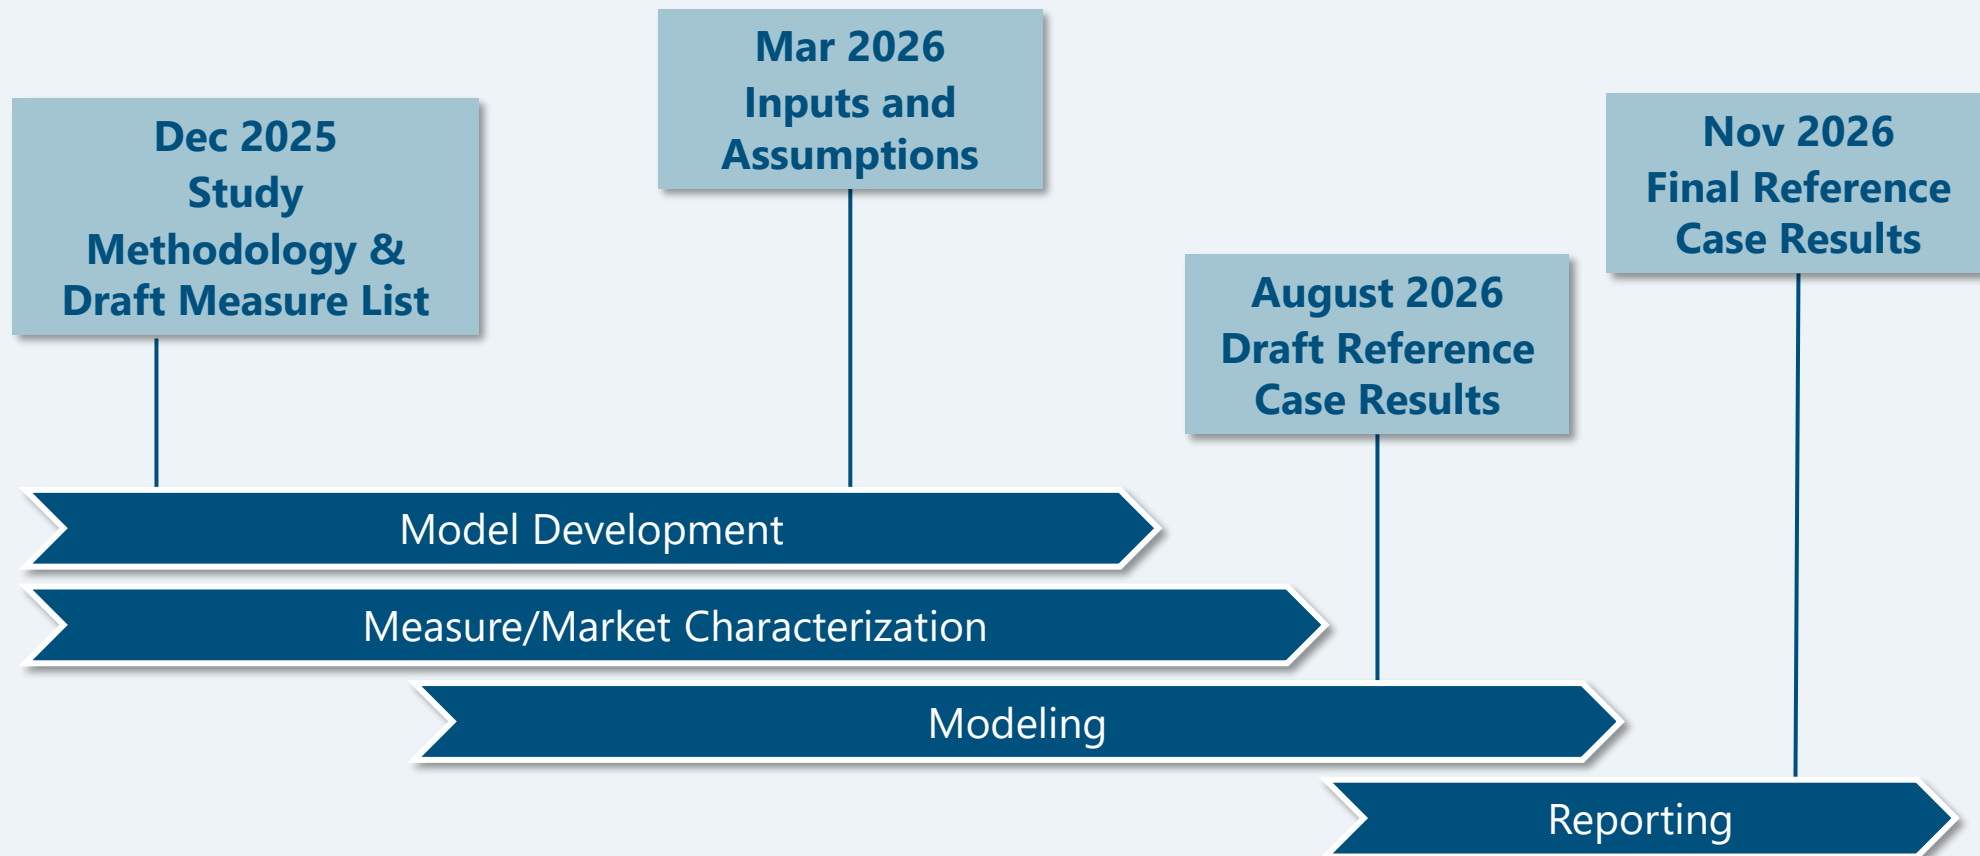 Dec 2025
Study
Methodology &
Draft Measure List
Mar 2026
Inputs and
Assumptions
August 2026
Draft Reference
Case Results
Nov 2026
Final Reference
Case Results
Model Development
Measure/Market Characterization
Modeling
Reporting